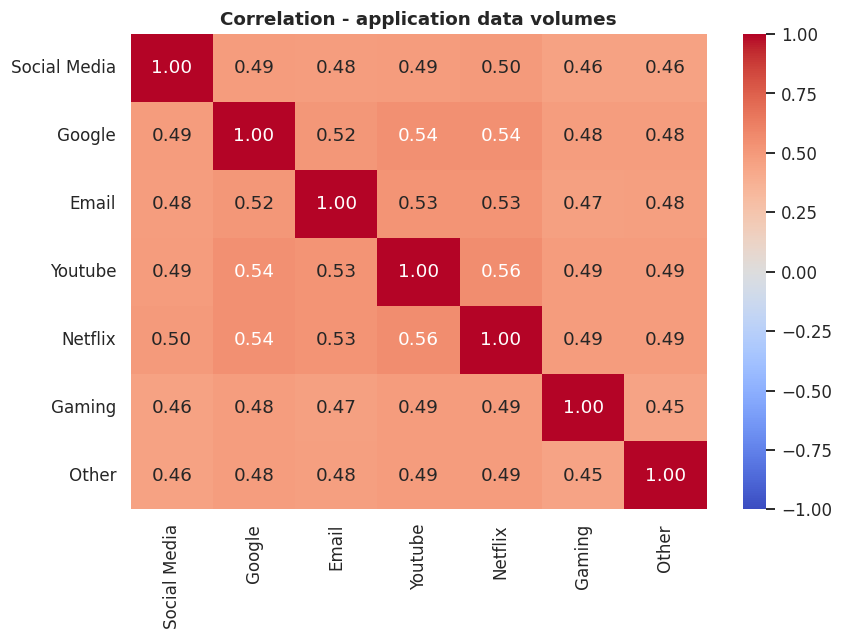 Correlation - application data volumes
Social Media 1.00 0.49 0.48 0.49 0.50 0.46 0.46
Google 0.49 1.00 0.52 0.54 0.54 0.48 0.48
Email 0.48 0.52 1.00 0.53 0.53 0.47 0.48
Youtube 0.49 0.54 0.53 1.00 0.56 0.49 0.49
Netflix 0.50 0.54 0.53 0.56 1.00 0.49 0.49
Gaming 0.46 0.48 0.47 0.49 0.49 1.00 0.45
Other 0.46 0.48 0.48 0.49 0.49 0.45 1.00
Social Media Google Email Youtube Netflix Gaming Other
1.00
0.75
0.50
0.25
0.00
−0.25
−0.50
−0.75
−1.00